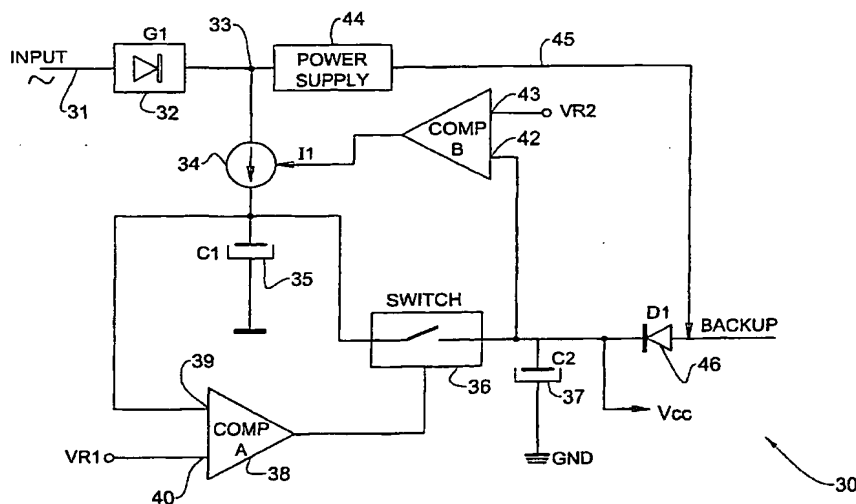 33
44
45
G1
INPUT
POWER
SUPPLY
31
32
43
VR2
COMP
B
42
34
I1
C1
35
SWITCH
D1
BACKUP
39
36
C2
37
46
Vcc
COMP
A
VR1
38
40
GND
30